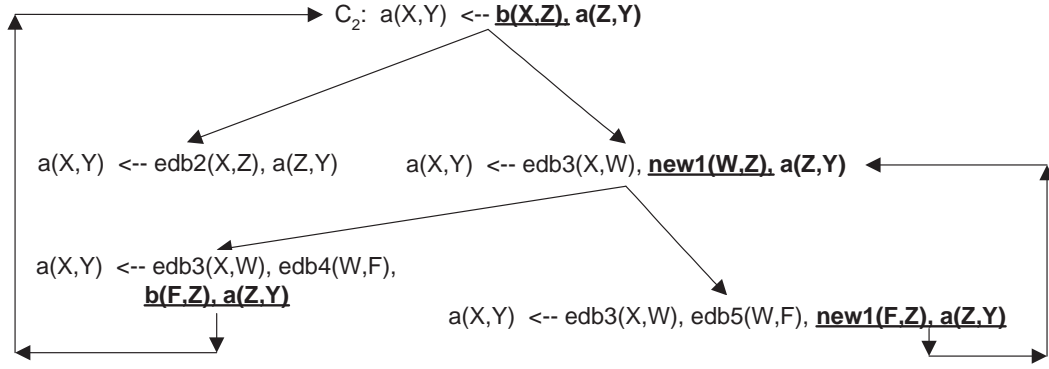 C2: a(X,Y) <-- b(X,Z), a(Z,Y)
a(X,Y) <-- edb2(X,Z), a(Z,Y)
a(X,Y) <-- edb3(X,W), new1(W,Z), a(Z,Y)
a(X,Y) <-- edb3(X,W), edb4(W,F),
b(F,Z), a(Z,Y)
a(X,Y) <-- edb3(X,W), edb5(W,F), new1(F,Z), a(Z,Y)